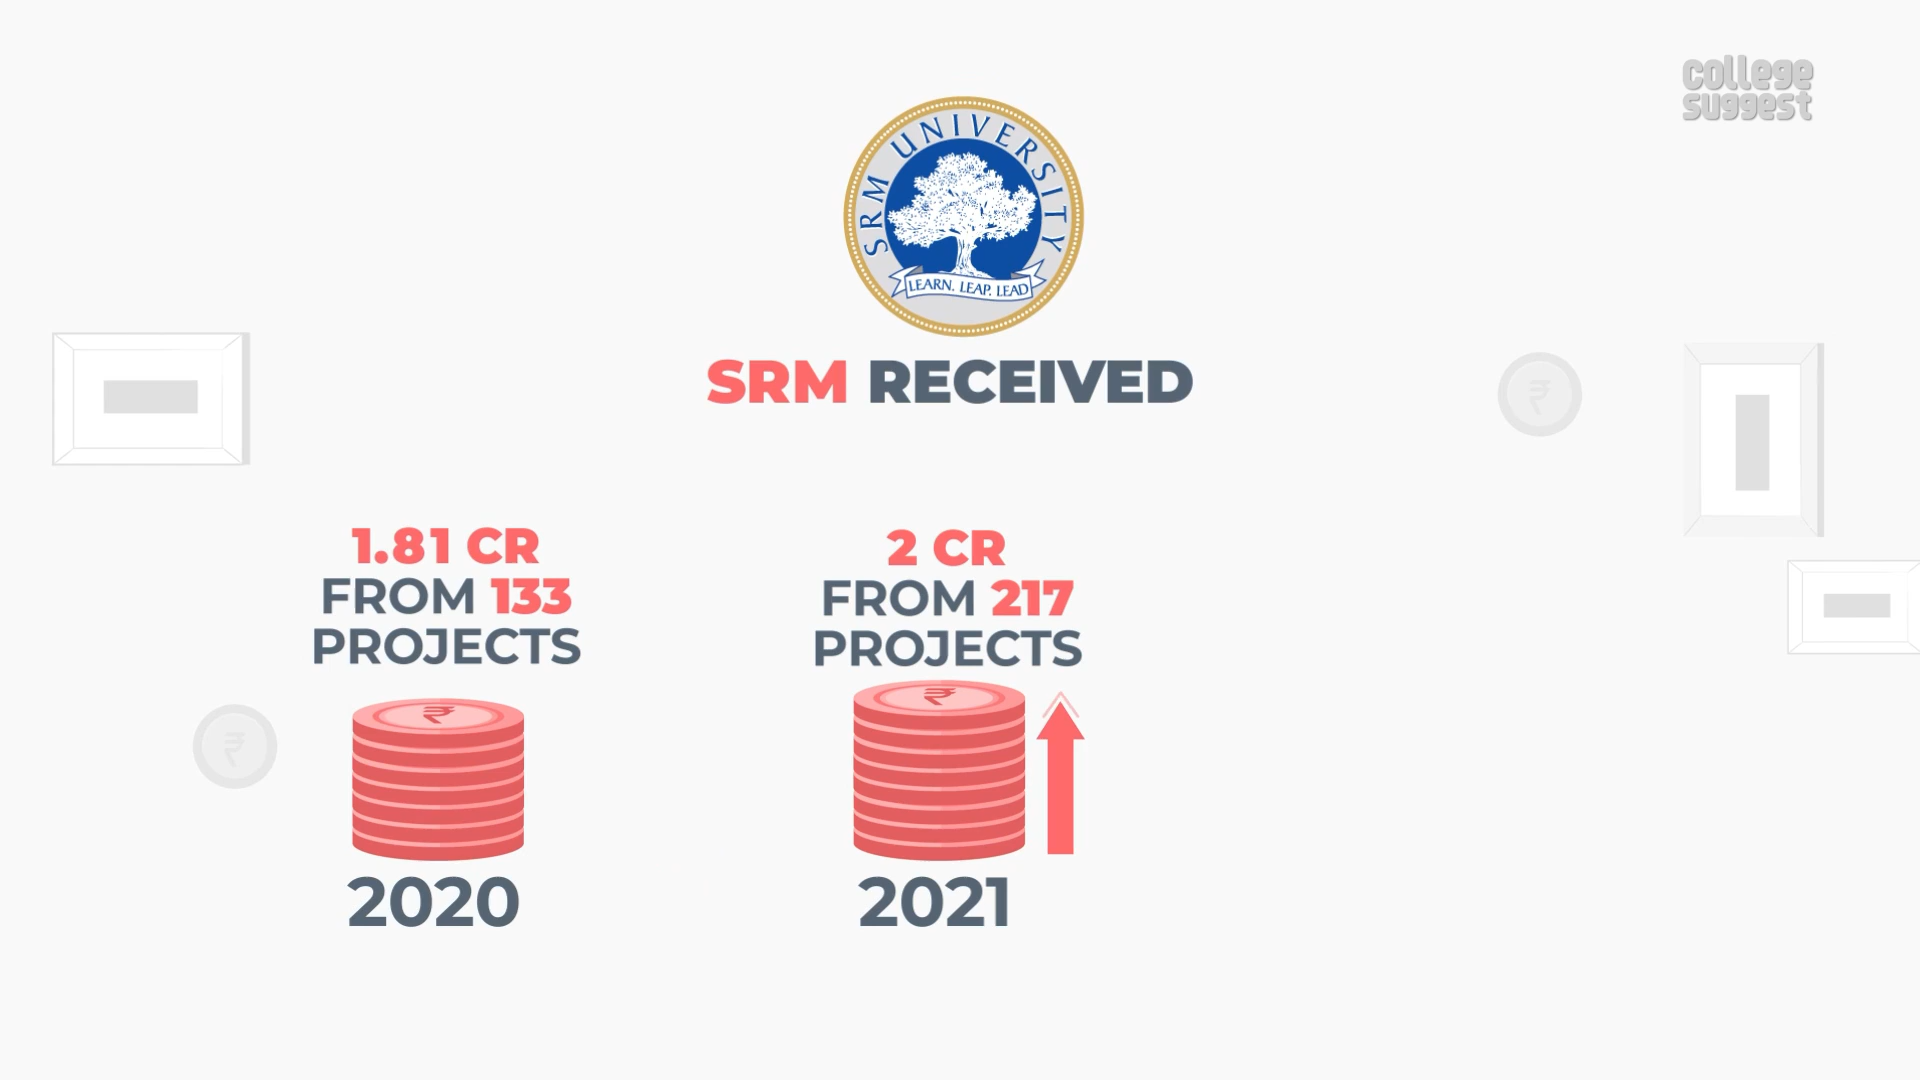 college
suggest
SRM UNIVERSITY
LEARN. LEAP. LEAD
SRM RECEIVED
1.81 CR
FROM 133
PROJECTS
2 CR
FROM 217
PROJECTS
₹
₹
₹
₹
2020
2021